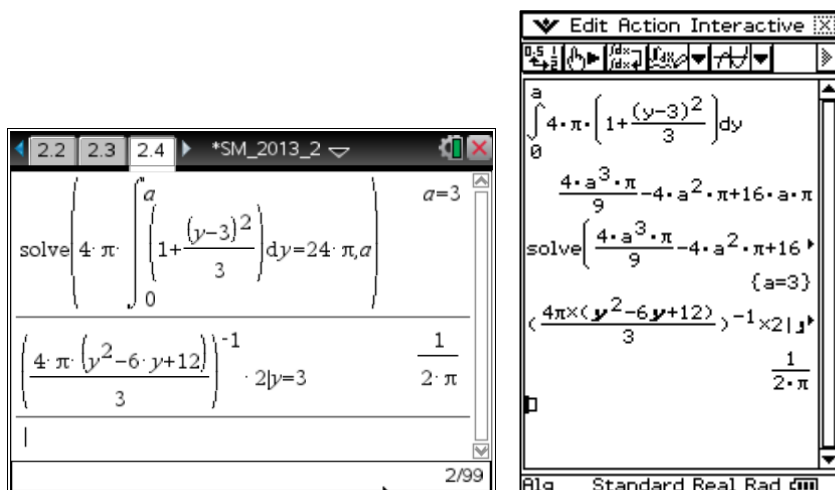 2.2 2.3 2.4 *SM_2013_2
solve(4·π·∫₀ᵃ(1+(y-3)²/3)dy=24·π,a) a=3
(4·π·(y²-6·y+12)/3)⁻¹·2|y=3 1/(2·π)
2/99
Edit Action Interactive
∫₀ᵃ4·π·(1+(y-3)²/3)dy
4·a³·π/9-4·a²·π+16·a·π
solve(4·a³·π/9-4·a²·π+16
{a=3}
(4π×(y²-6y+12)/3)⁻¹×2|
1/(2·π)
Alg Standard Real Rad